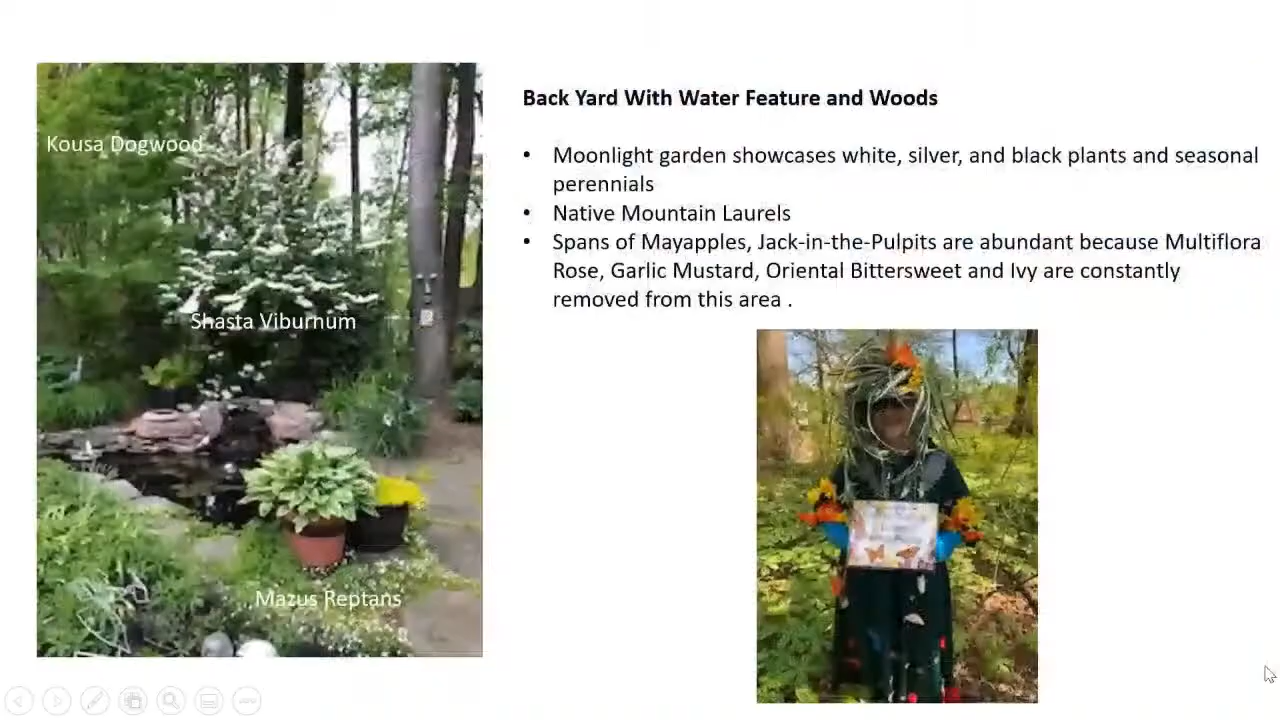 Back Yard With Water Feature and Woods
Kousa Dogwood
• Moonlight garden showcases white, silver, and black plants and seasonal
perennials
• Native Mountain Laurels
• Spans of Mayapples, Jack-in-the-Pulpits are abundant because Multiflora
Rose, Garlic Mustard, Oriental Bittersweet and Ivy are constantly
removed from this area .
Shasta Viburnum
Mazus Reptans